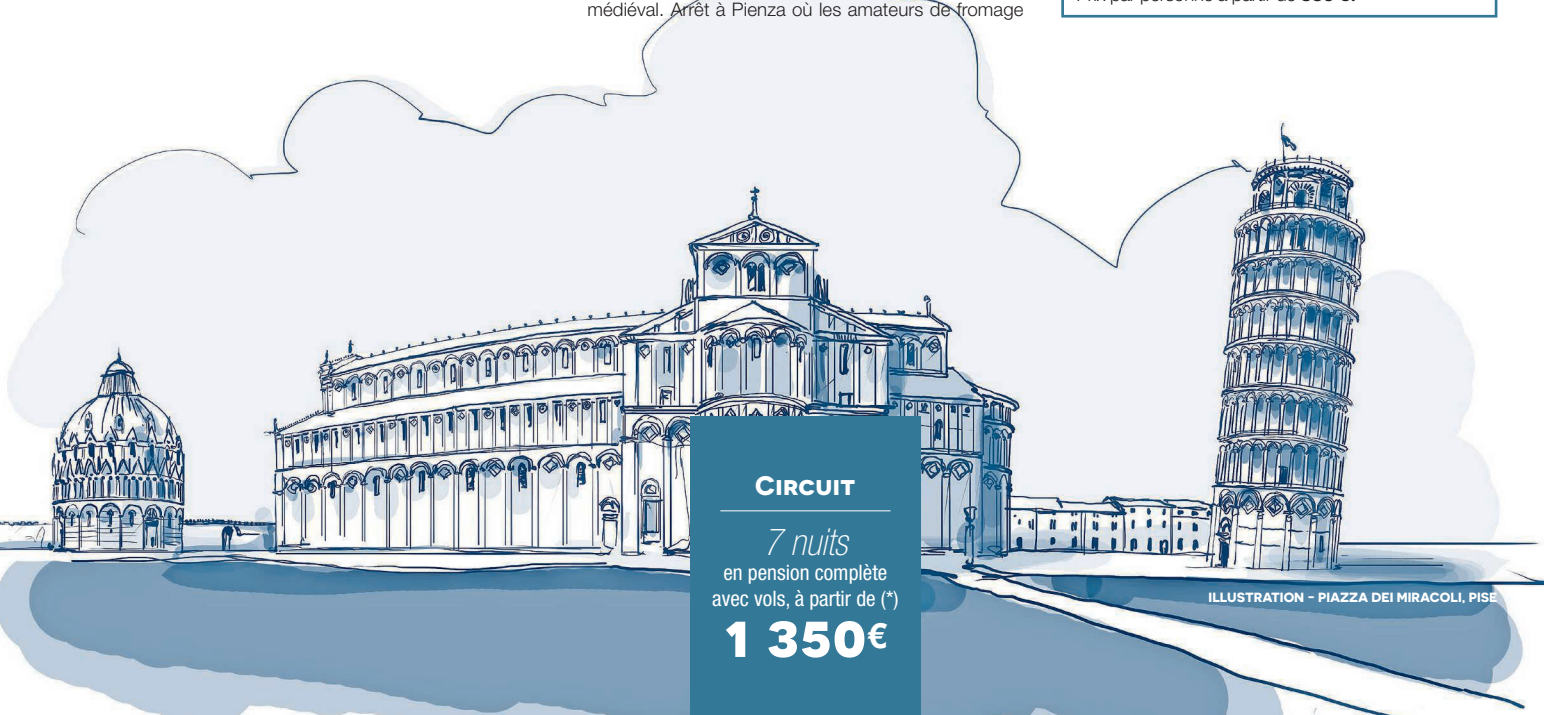 médiéval. Arrêt à Pienza où les amateurs de fromage
CIRCUIT
7 nuits
en pension complète
avec vols, à partir de (*)
1 350€
ILLUSTRATION - PIAZZA DEI MIRACOLI, PISE